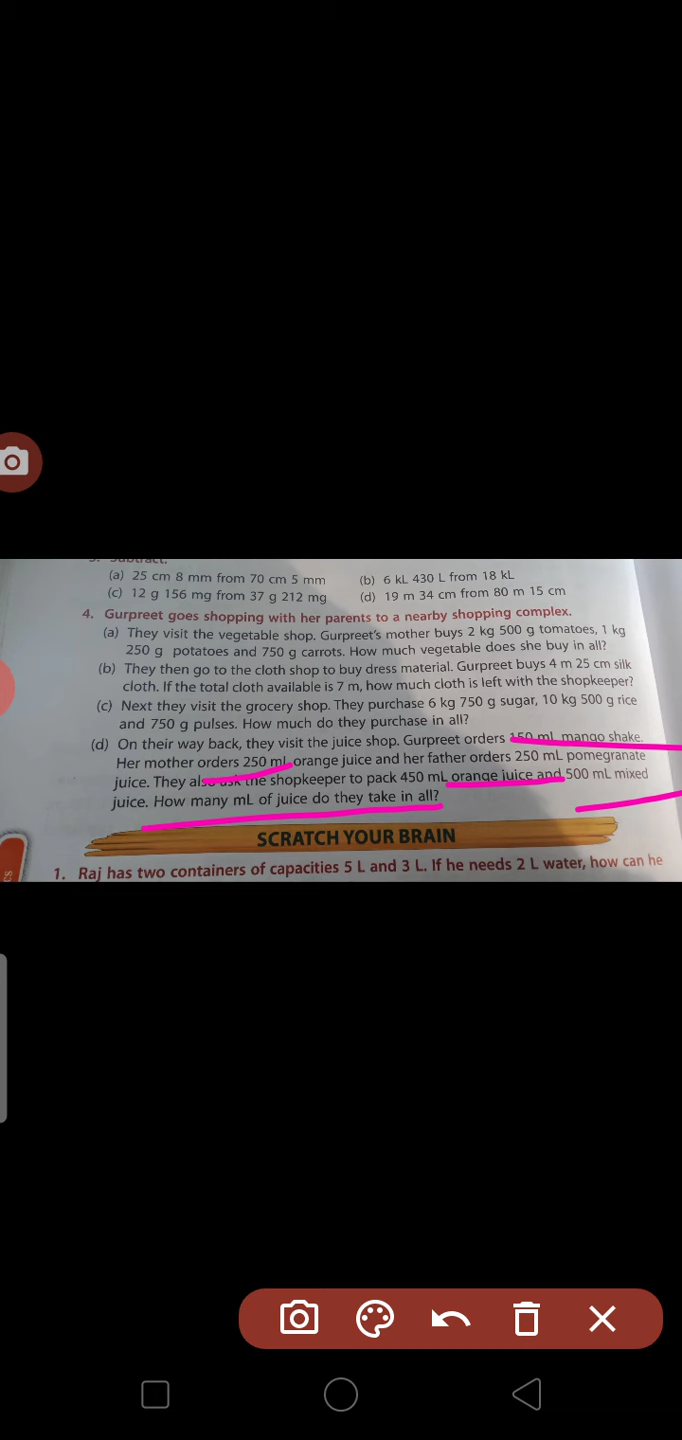 (a) 25 cm 8 mm from 70 cm 5 mm (b) 6 kL 430 L from 18 kL
(c) 12 g 156 mg from 37 g 212 mg (d) 19 m 34 cm from 80 m 15 cm
4. Gurpreet goes shopping with her parents to a nearby shopping complex.
(a) They visit the vegetable shop. Gurpreet's mother buys 2 kg 500 g tomatoes, 1 kg
250 g potatoes and 750 g carrots. How much vegetable does she buy in all?
(b) They then go to the cloth shop to buy dress material. Gurpreet buys 4 m 25 cm silk
cloth. If the total cloth available is 7 m, how much cloth is left with the shopkeeper?
(c) Next they visit the grocery shop. They purchase 6 kg 750 g sugar, 10 kg 500 g rice
and 750 g pulses. How much do they purchase in all?
(d) On their way back, they visit the juice shop. Gurpreet orders 150 mL mango shake.
Her mother orders 250 mL orange juice and her father orders 250 mL pomegranate
juice. They also ask the shopkeeper to pack 450 mL orange juice and 500 mL mixed
juice. How many mL of juice do they take in all?
SCRATCH YOUR BRAIN
1. Raj has two containers of capacities 5 L and 3 L. If he needs 2 L water, how can he